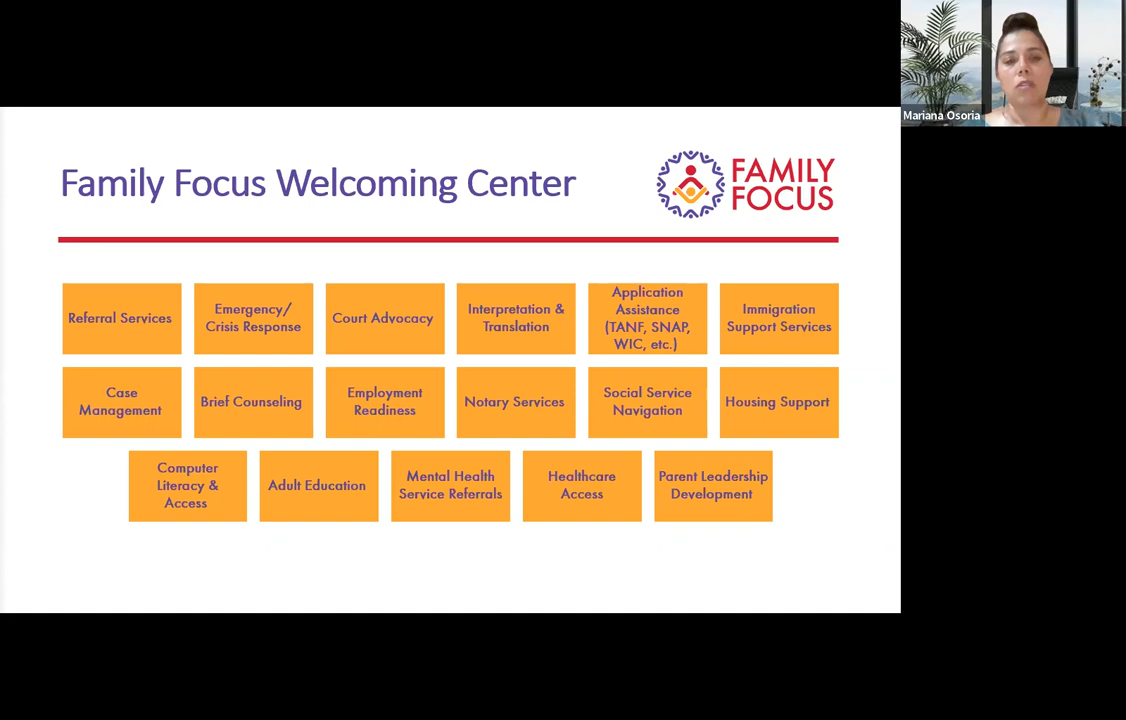 Mariana Osoria
Family Focus Welcoming Center
FAMILY
FOCUS
Referral Services
Emergency/
Crisis Response
Court Advocacy
Interpretation &
Translation
Application
Assistance
(TANF, SNAP,
WIC, etc.)
Immigration
Support Services
Case
Management
Brief Counseling
Employment
Readiness
Notary Services
Social Service
Navigation
Housing Support
Computer
Literacy &
Access
Adult Education
Mental Health
Service Referrals
Healthcare
Access
Parent Leadership
Development